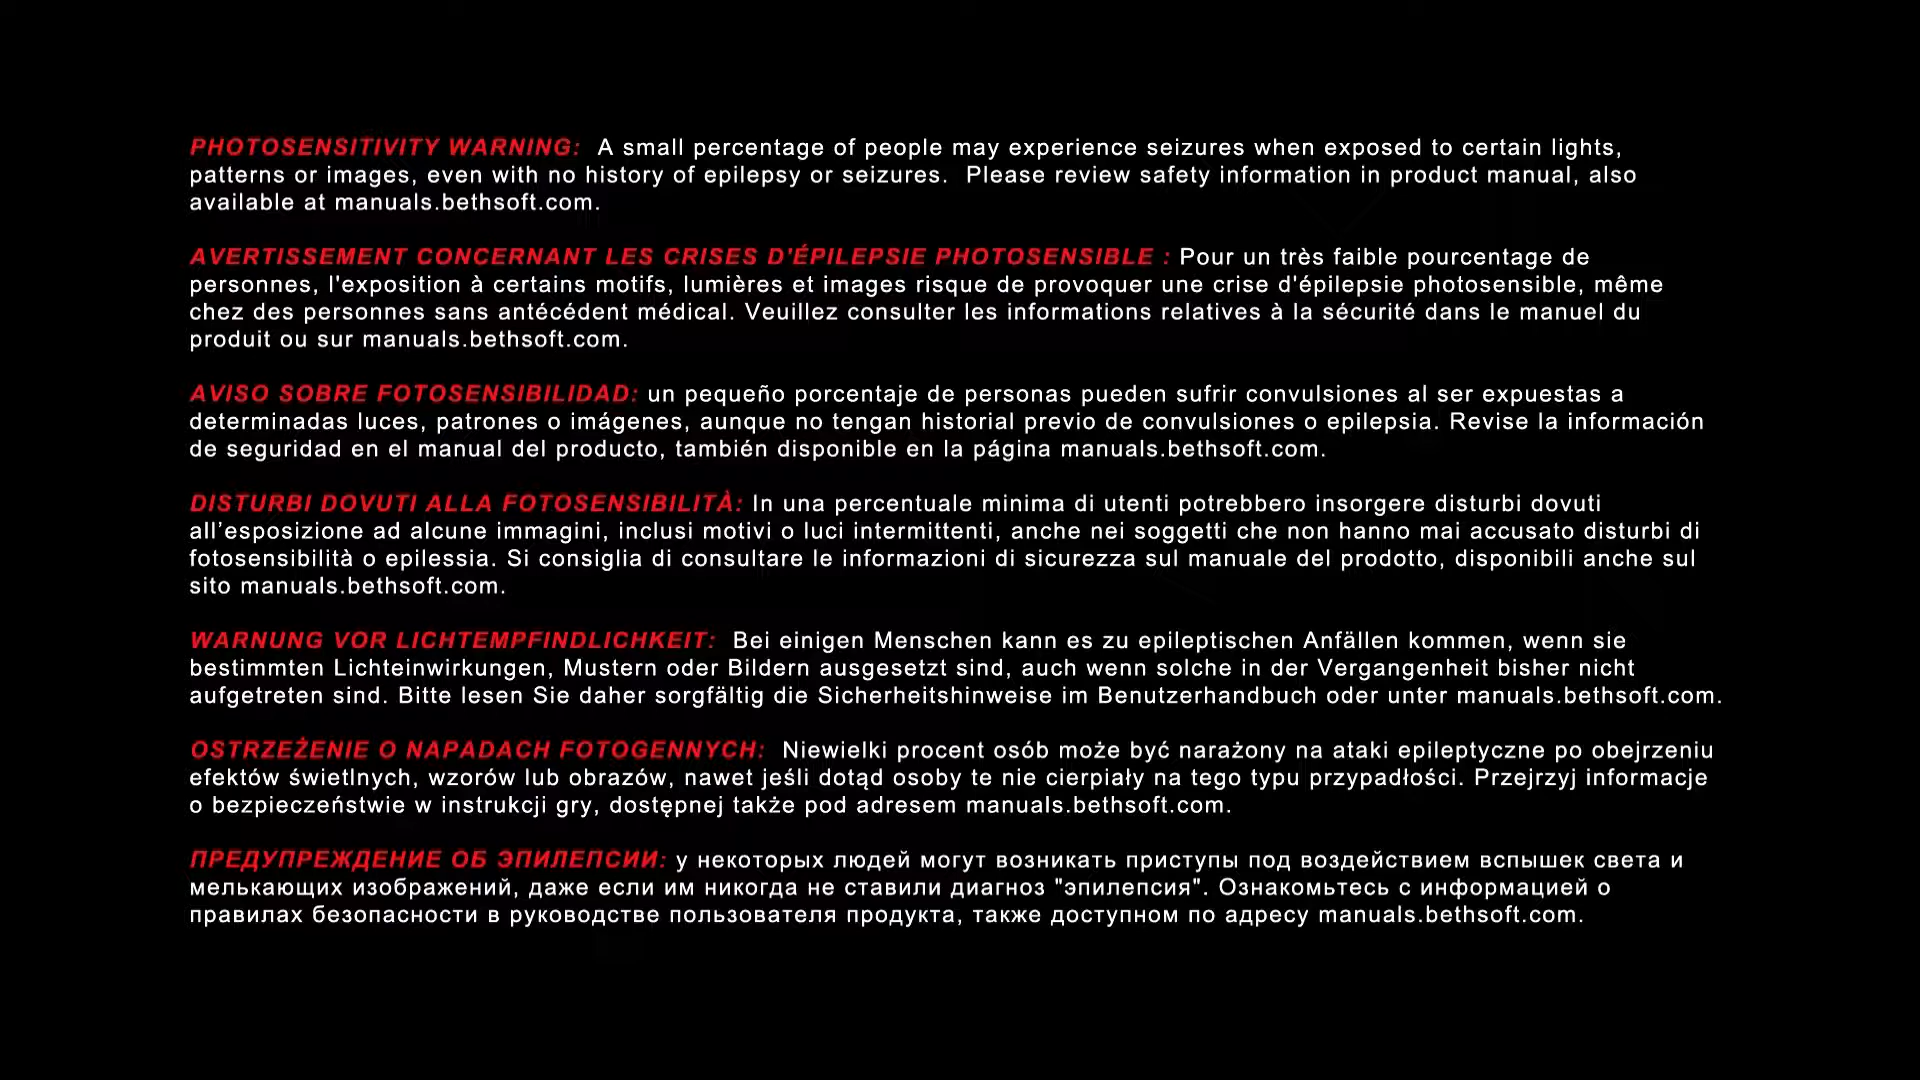 PHOTOSENSITIVITY WARNING:  A small percentage of people may experience seizures when exposed to certain lights,
patterns or images, even with no history of epilepsy or seizures.  Please review safety information in product manual, also
available at manuals.bethsoft.com.
AVERTISSEMENT CONCERNANT LES CRISES D'ÉPILEPSIE PHOTOSENSIBLE : Pour un très faible pourcentage de
personnes, l'exposition à certains motifs, lumières et images risque de provoquer une crise d'épilepsie photosensible, même
chez des personnes sans antécédent médical. Veuillez consulter les informations relatives à la sécurité dans le manuel du
produit ou sur manuals.bethsoft.com.
AVISO SOBRE FOTOSENSIBILIDAD: un pequeño porcentaje de personas pueden sufrir convulsiones al ser expuestas a
determinadas luces, patrones o imágenes, aunque no tengan historial previo de convulsiones o epilepsia. Revise la información
de seguridad en el manual del producto, también disponible en la página manuals.bethsoft.com.
DISTURBI DOVUTI ALLA FOTOSENSIBILITÀ: In una percentuale minima di utenti potrebbero insorgere disturbi dovuti
all’esposizione ad alcune immagini, inclusi motivi o luci intermittenti, anche nei soggetti che non hanno mai accusato disturbi di
fotosensibilità o epilessia. Si consiglia di consultare le informazioni di sicurezza sul manuale del prodotto, disponibili anche sul
sito manuals.bethsoft.com.
WARNUNG VOR LICHTEMPFINDLICHKEIT:  Bei einigen Menschen kann es zu epileptischen Anfällen kommen, wenn sie
bestimmten Lichteinwirkungen, Mustern oder Bildern ausgesetzt sind, auch wenn solche in der Vergangenheit bisher nicht
aufgetreten sind. Bitte lesen Sie daher sorgfältig die Sicherheitshinweise im Benutzerhandbuch oder unter manuals.bethsoft.com.
OSTRZEŻENIE O NAPADACH FOTOGENNYCH:  Niewielki procent osób może być narażony na ataki epileptyczne po obejrzeniu
efektów świetlnych, wzorów lub obrazów, nawet jeśli dotąd osoby te nie cierpiały na tego typu przypadłości. Przejrzyj informacje
o bezpieczeństwie w instrukcji gry, dostępnej także pod adresem manuals.bethsoft.com.
ПРЕДУПРЕЖДЕНИЕ ОБ ЭПИЛЕПСИИ: у некоторых людей могут возникать приступы под воздействием вспышек света и
мелькающих изображений, даже если им никогда не ставили диагноз "эпилепсия". Ознакомьтесь с информацией о
правилах безопасности в руководстве пользователя продукта, также доступном по адресу manuals.bethsoft.com.